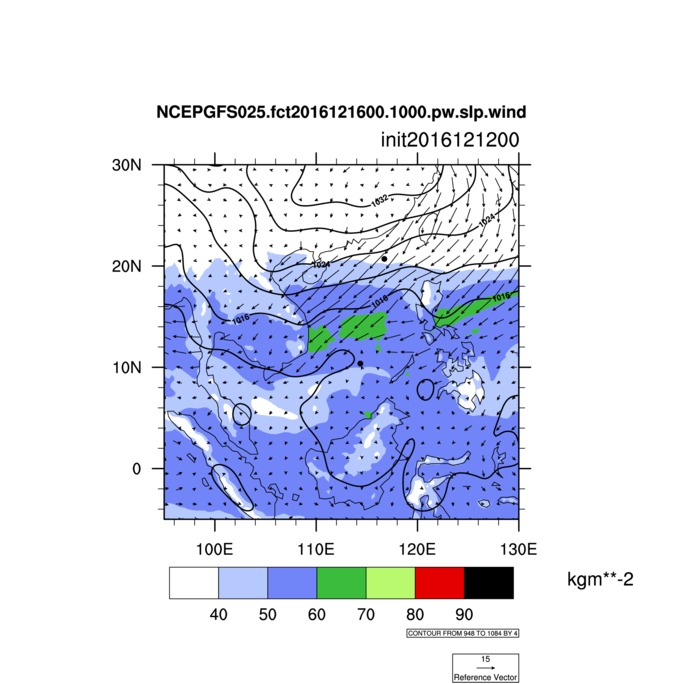 NCEPGFS025.fct2016121600.1000.pw.slp.wind
init2016121200
30N
20N
10N
0
1032
1024
1024
1016
1016
1016
100E
110E
120E
130E
kgm**-2
40
50
60
70
80
90
CONTOUR FROM 948 TO 1084 BY 4
15
Reference Vector